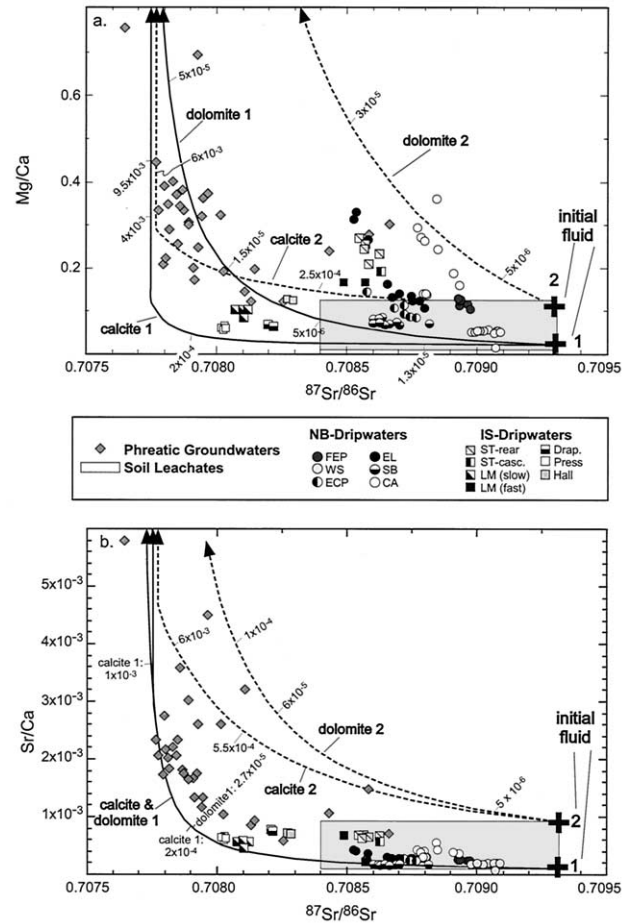 a.
0.6
0.4
0.2
Mg/Ca
5x10⁻⁵
dolomite 1
3x10⁻⁵
dolomite 2
9.5x10⁻³
6x10⁻³
4x10⁻³
1.5x10⁻⁵
calcite 2
2.5x10⁻⁴
5x10⁻⁶
initial
fluid
2
1
calcite 1
2x10⁻⁴
5x10⁻⁶
1.3x10⁻⁵
0.7075 0.7080 0.7085 0.7090 0.7095
⁸⁷Sr/⁸⁶Sr
Phreatic Groundwaters
Soil Leachates
NB-Dripwaters
FEP EL
WS SB
ECP CA
IS-Dripwaters
ST-rear Drap.
ST-casc. Press
LM (slow) Hall
LM (fast)
b.
5x10⁻³
4x10⁻³
3x10⁻³
2x10⁻³
1x10⁻³
Sr/Ca
calcite 1:
1x10⁻³
6x10⁻³
1x10⁻⁴
6x10⁻⁵
dolomite 2
5.5x10⁻⁴
calcite 2
5 x 10⁻⁶
initial
fluid
2
1
calcite &
dolomite 1
dolomite1: 2.7x10⁻⁵
calcite 1:
2x10⁻⁴
0.7075 0.7080 0.7085 0.7090 0.7095
⁸⁷Sr/⁸⁶Sr